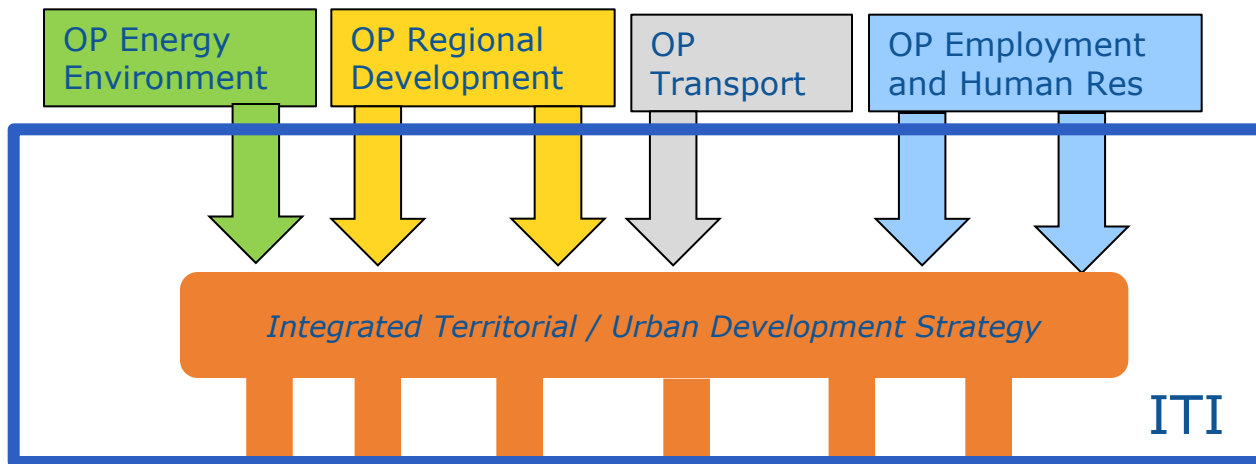 OP Energy
Environment
OP Regional
Development
OP
Transport
OP Employment
and Human Res
Integrated Territorial / Urban Development Strategy
ITI